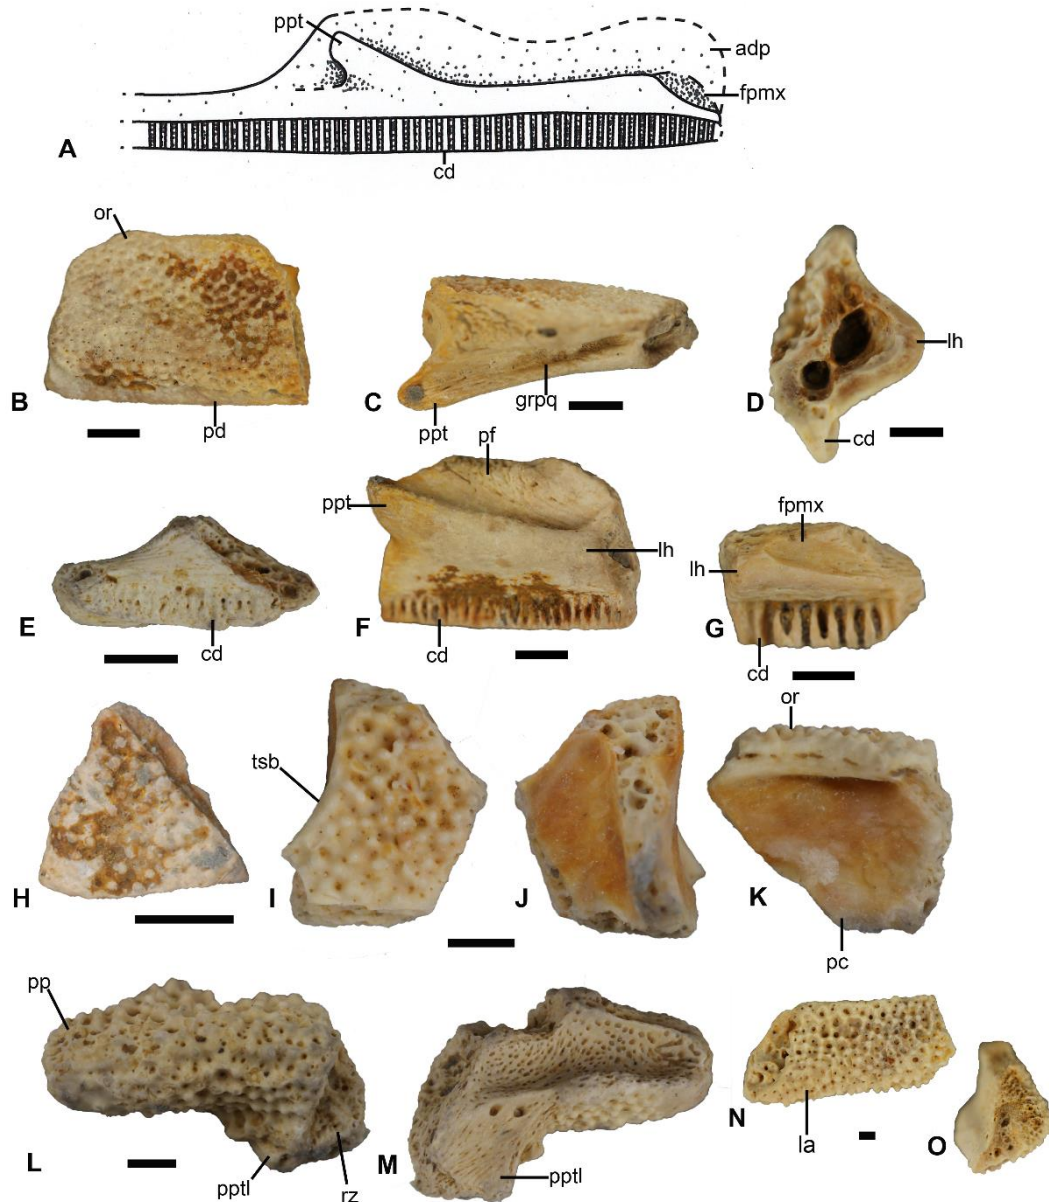 ppt
adp
fpmx
A
cd
or
B
pd
C
grpq
ppt
D
lh
cd
E
cd
pf
ppt
lh
F
cd
fpmx
lh
G
cd
H
tsb
I
J
or
K
pc
pp
L
pptl
rz
M
pptl
N
la
O